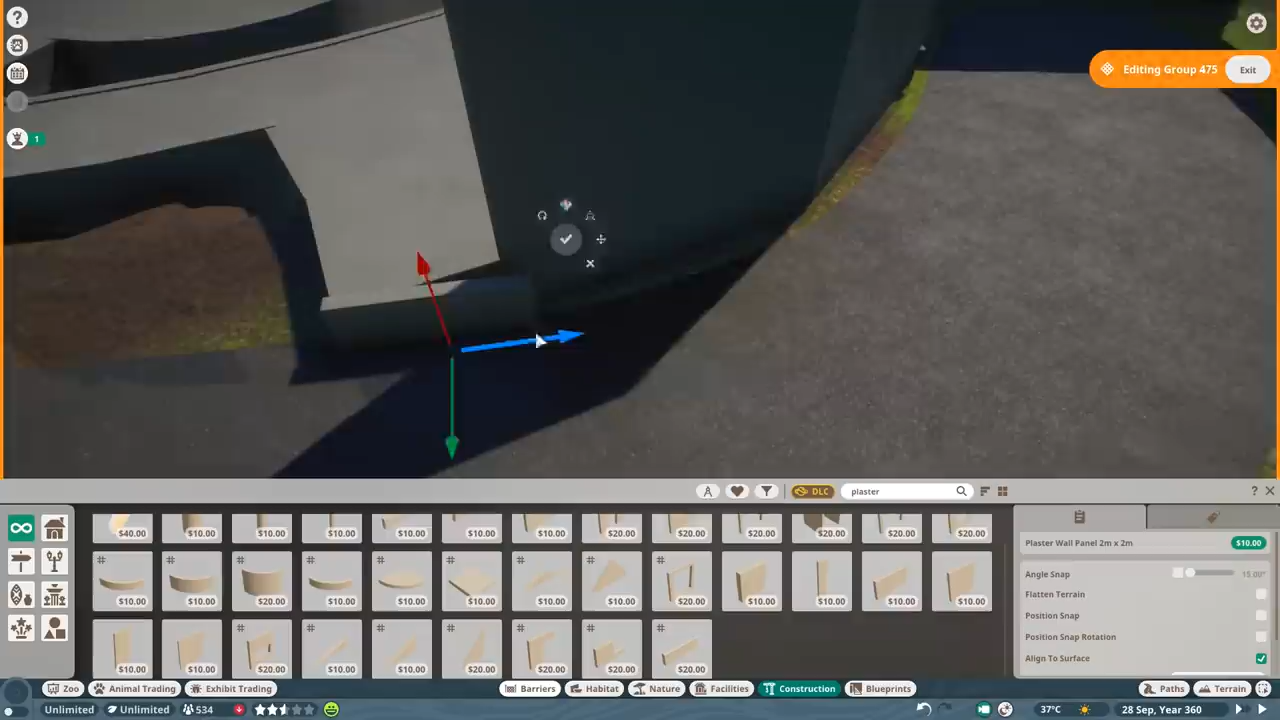 Editing Group 475 Exit
1
DLC plaster
$40.00 $10.00 $10.00 $10.00 $10.00 $10.00 $10.00 $20.00 $20.00 $20.00 $20.00 $20.00 $20.00
$10.00 $10.00 $20.00 $10.00 $10.00 $10.00 $10.00 $10.00 $20.00 $10.00 $10.00 $10.00 $10.00
$10.00 $10.00 $20.00 $10.00 $10.00 $10.00 $20.00 $20.00 $20.00
Plaster Wall Panel 2m x 2m $10.00
Angle Snap 15.00°
Flatten Terrain
Position Snap
Position Snap Rotation
Align To Surface
Zoo Animal Trading Exhibit Trading Barriers Habitat Nature Facilities Construction Blueprints Paths Terrain
Unlimited Unlimited 534 37°C 28 Sep, Year 360